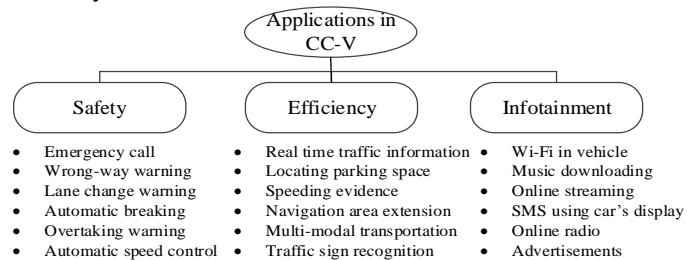 Applications in
CC-V
Safety
Efficiency
Infotainment
• Emergency call
• Wrong-way warning
• Lane change warning
• Automatic breaking
• Overtaking warning
• Automatic speed control
• Real time traffic information
• Locating parking space
• Speeding evidence
• Navigation area extension
• Multi-modal transportation
• Traffic sign recognition
• Wi-Fi in vehicle
• Music downloading
• Online streaming
• SMS using car's display
• Online radio
• Advertisements